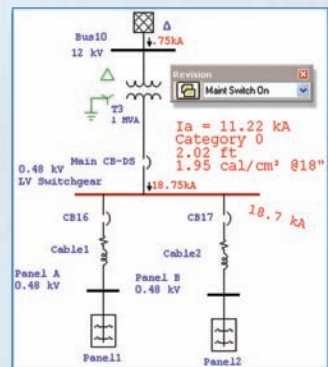 Δ
Bus10
12 kV
.75kA
Revision
Maint Switch On
T3
1 MVA
Ia = 11.22 kA
Category 0
2.02 ft
1.95 cal/cm² @18"
Main CB-DS
0.48 kV
LV Switchgear
18.75kA
18.7 kA
CB16
CB17
Cable1
Cable2
Panel A
0.48 kV
Panel B
0.48 kV
Panel1
Panel2